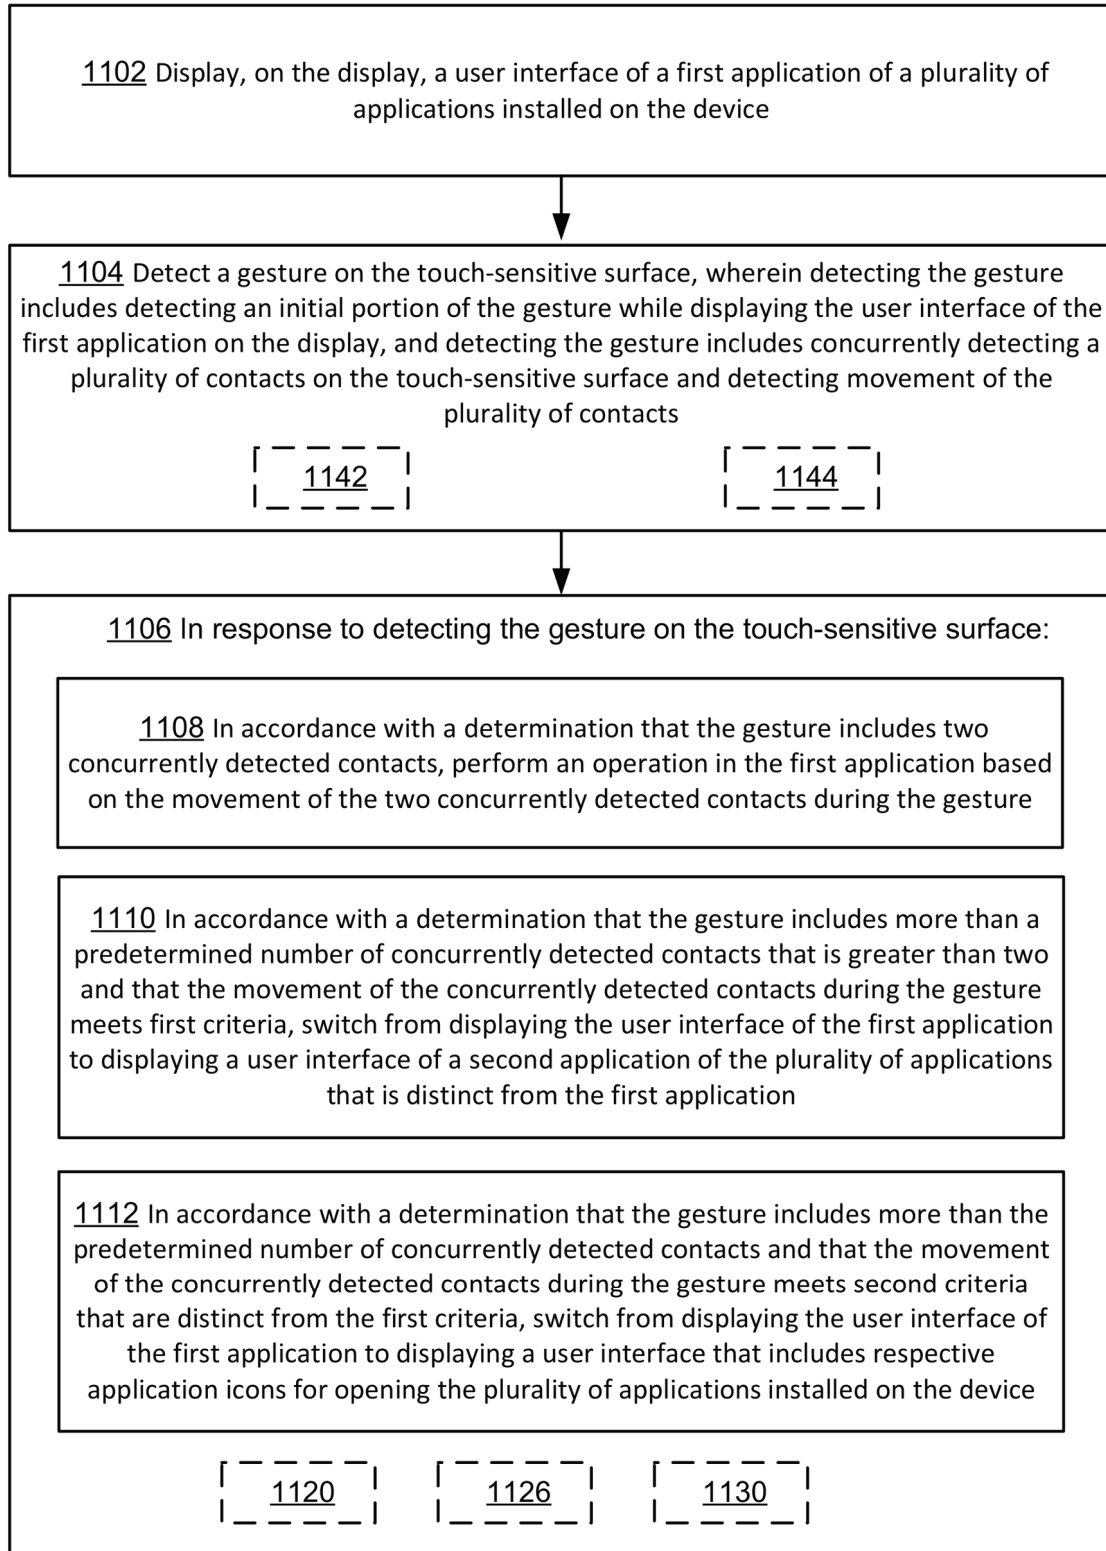 1102 Display, on the display, a user interface of a first application of a plurality of
applications installed on the device
1104 Detect a gesture on the touch-sensitive surface, wherein detecting the gesture
includes detecting an initial portion of the gesture while displaying the user interface of the
first application on the display, and detecting the gesture includes concurrently detecting a
plurality of contacts on the touch-sensitive surface and detecting movement of the
plurality of contacts
1142 1144
1106 In response to detecting the gesture on the touch-sensitive surface:
1108 In accordance with a determination that the gesture includes two
concurrently detected contacts, perform an operation in the first application based
on the movement of the two concurrently detected contacts during the gesture
1110 In accordance with a determination that the gesture includes more than a
predetermined number of concurrently detected contacts that is greater than two
and that the movement of the concurrently detected contacts during the gesture
meets first criteria, switch from displaying the user interface of the first application
to displaying a user interface of a second application of the plurality of applications
that is distinct from the first application
1112 In accordance with a determination that the gesture includes more than the
predetermined number of concurrently detected contacts and that the movement
of the concurrently detected contacts during the gesture meets second criteria
that are distinct from the first criteria, switch from displaying the user interface of
the first application to displaying a user interface that includes respective
application icons for opening the plurality of applications installed on the device
1120 1126 1130